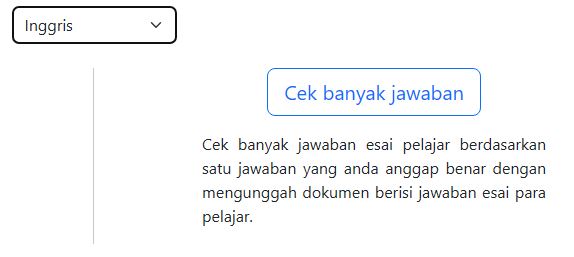 Inggris
Cek banyak jawaban
Cek banyak jawaban esai pelajar berdasarkan
satu jawaban yang anda anggap benar dengan
mengunggah dokumen berisi jawaban esai para
pelajar.